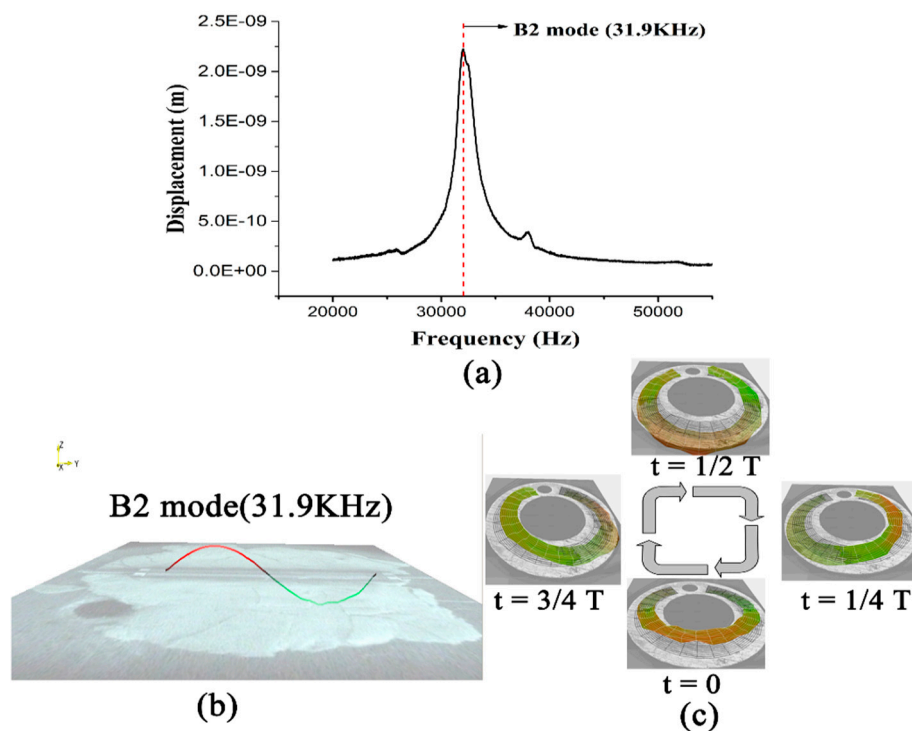 2.5E-09
2.0E-09
1.5E-09
1.0E-09
5.0E-10
0.0E+00
Displacement (m)
B2 mode (31.9KHz)
20000 30000 40000 50000
Frequency (Hz)
(a)
Z
X Y
B2 mode(31.9KHz)
(b)
t = 1/2 T
t = 3/4 T
t = 1/4 T
t = 0
(c)